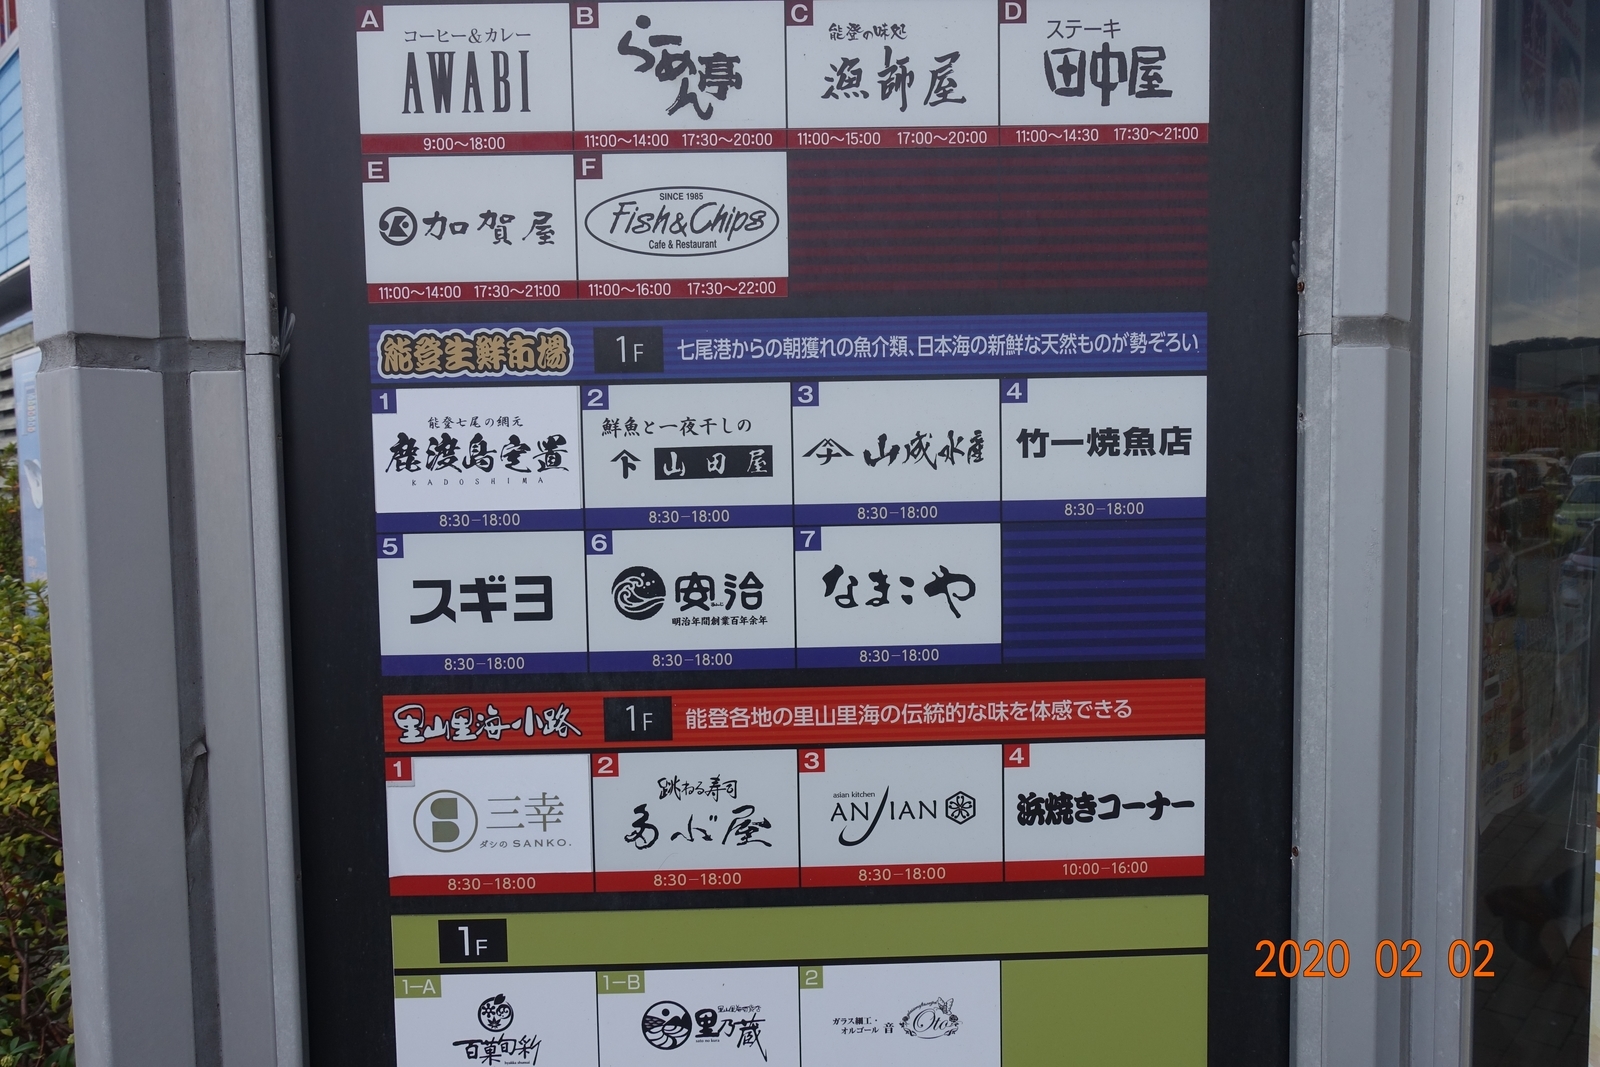 A
コーヒー&カレー
AWABI
9:00〜18:00
B
らーめん亭
11:00〜14:00 17:30〜20:00
C
能登の味処
漁師屋
11:00〜15:00 17:00〜20:00
D
ステーキ
田中屋
11:00〜14:30 17:30〜21:00
E
加賀屋
11:00〜14:00 17:30〜21:00
F
SINCE 1985
Fish&Chips
Cafe & Restaurant
11:00〜16:00 17:30〜22:00
能登生鮮市場 1F 七尾港からの朝獲れの魚介類、日本海の新鮮な天然ものが勢ぞろい
1
能登七尾の網元
鹿渡島定置
KADOSHIMA
8:30−18:00
2
鮮魚と一夜干しの
山田屋
8:30−18:00
3
山成水産
8:30−18:00
4
竹一焼魚店
8:30−18:00
5
スギヨ
8:30−18:00
6
安治
明治年間創業百年余年
8:30−18:00
7
なまこや
8:30−18:00
里山里海小路 1F 能登各地の里山里海の伝統的な味を体感できる
1
三幸
ダシのSANKO.
8:30−18:00
2
跳ねる寿司
8:30−18:00
3
asian kitchen
ANJIAN
8:30−18:00
4
浜焼きコーナー
10:00−16:00
1F
1−A
百菓旬彩
1−B
里乃蔵
2
ガラス細工・
オルゴール 音
Oto
2020 02 02